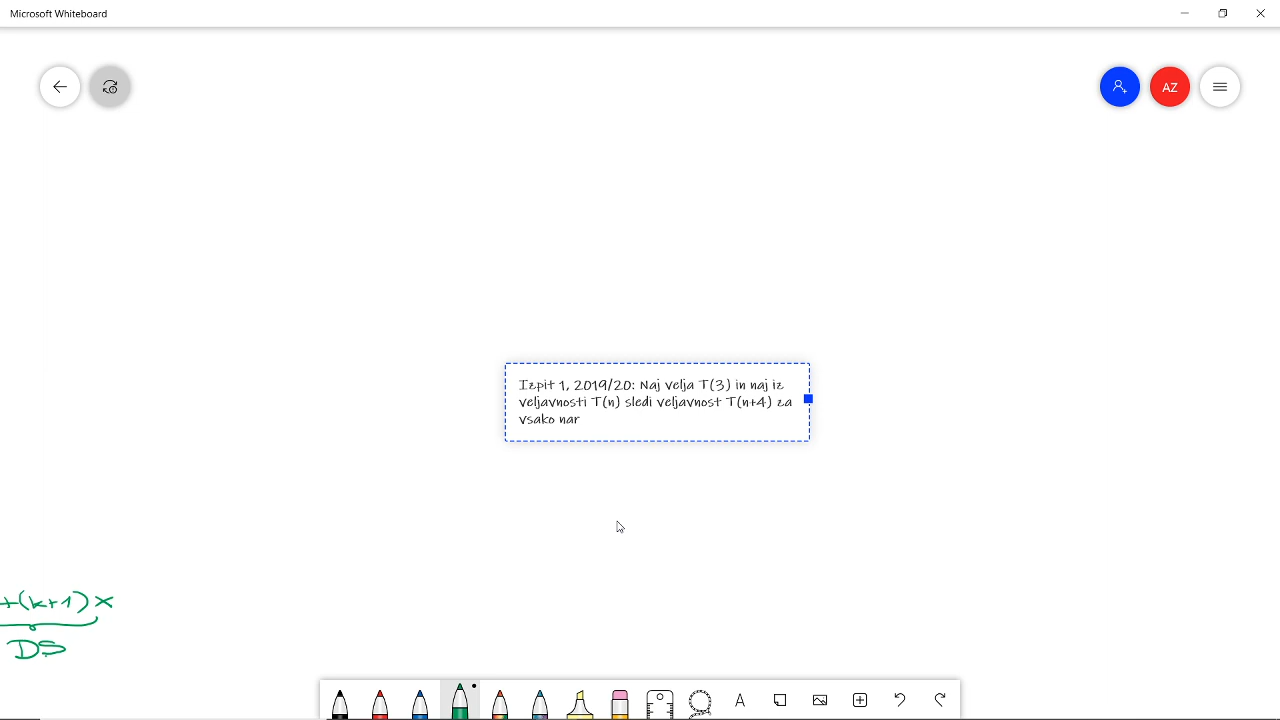 Microsoft Whiteboard
AZ
Izpit 1, 2019/20: Naj velja T(3) in naj iz
veljavnosti T(n) sledi veljavnost T(n+4) za
vsako nar
+(k+1)x
DS
A